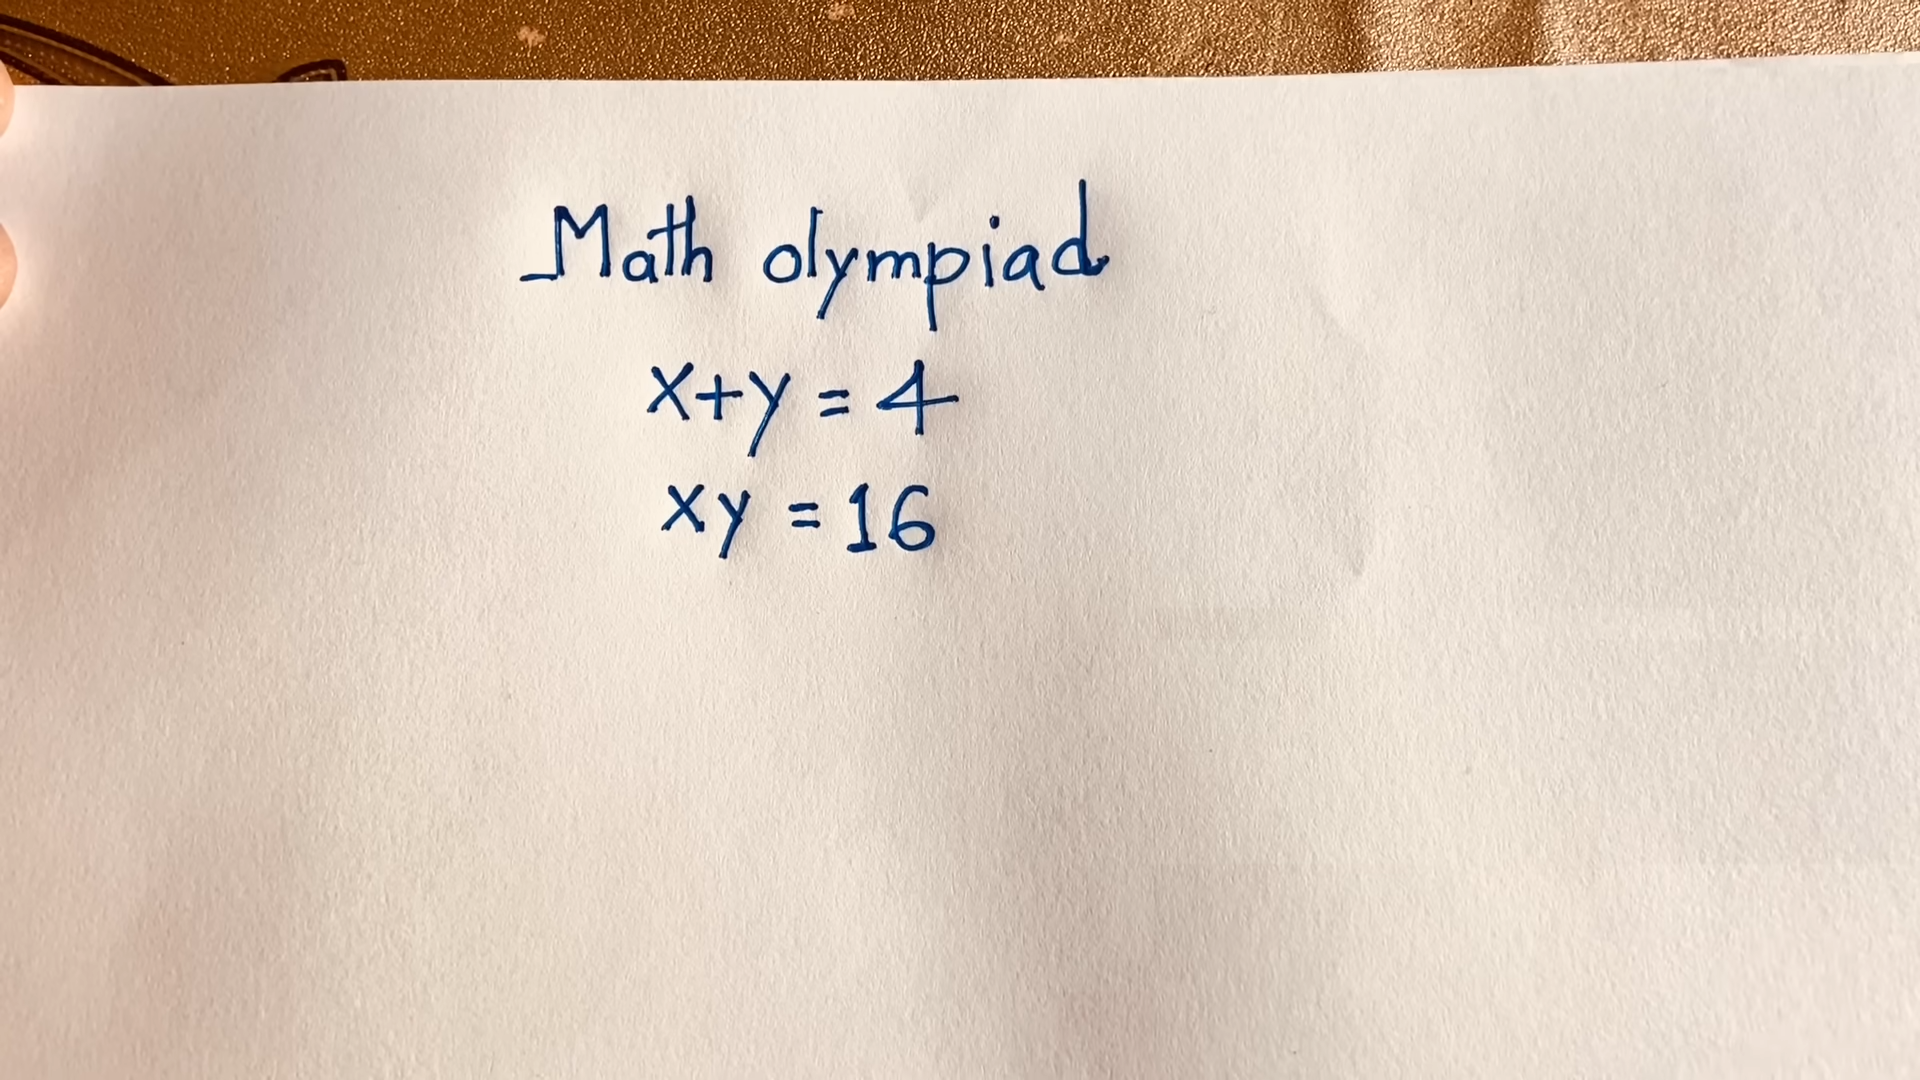 Math olympiad
x+y = 4
xy = 16